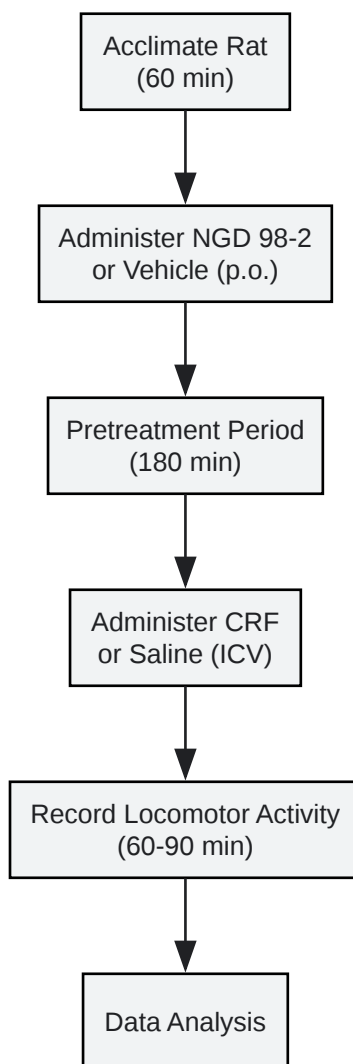 Acclimate Rat
(60 min)
Administer NGD 98-2
or Vehicle (p.o.)
Pretreatment Period
(180 min)
Administer CRF
or Saline (ICV)
Record Locomotor Activity
(60-90 min)
Data Analysis